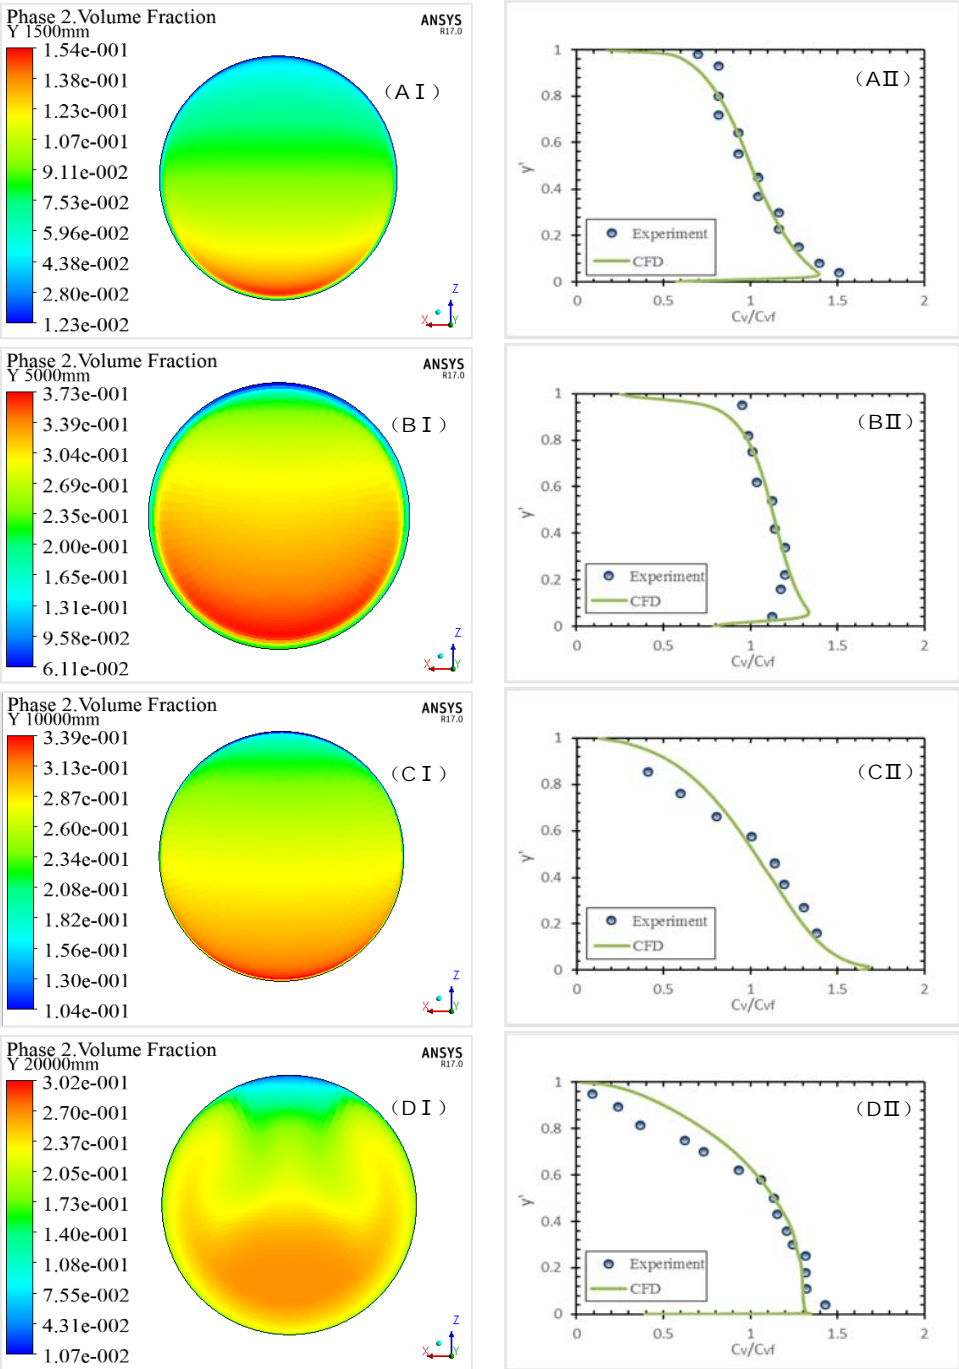 Phase 2.Volume Fraction
Y 1500mm
ANSYS
R17.0
1.54e-001
1.38e-001
1.23e-001
1.07e-001
9.11e-002
7.53e-002
5.96e-002
4.38e-002
2.80e-002
1.23e-002
(AⅠ)
Z
X
Y
(AⅡ)
1
0.8
0.6
0.4
0.2
0
y'
Experiment
CFD
0 0.5 1 1.5 2
Cv/Cvf
Phase 2.Volume Fraction
Y 5000mm
ANSYS
R17.0
3.73e-001
3.39e-001
3.04e-001
2.69e-001
2.35e-001
2.00e-001
1.65e-001
1.31e-001
9.58e-002
6.11e-002
(BⅠ)
Z
X
Y
(BⅡ)
1
0.8
0.6
0.4
0.2
0
y'
Experiment
CFD
0 0.5 1 1.5 2
Cv/Cvf
Phase 2.Volume Fraction
Y 10000mm
ANSYS
R17.0
3.39e-001
3.13e-001
2.87e-001
2.60e-001
2.34e-001
2.08e-001
1.82e-001
1.56e-001
1.30e-001
1.04e-001
(CⅠ)
Z
X
Y
(CⅡ)
1
0.8
0.6
0.4
0.2
0
y'
Experiment
CFD
0 0.5 1 1.5 2
Cv/Cvf
Phase 2.Volume Fraction
Y 20000mm
ANSYS
R17.0
3.02e-001
2.70e-001
2.37e-001
2.05e-001
1.73e-001
1.40e-001
1.08e-001
7.55e-002
4.31e-002
1.07e-002
(DⅠ)
Z
X
Y
(DⅡ)
1
0.8
0.6
0.4
0.2
0
y'
Experiment
CFD
0 0.5 1 1.5 2
Cv/Cvf